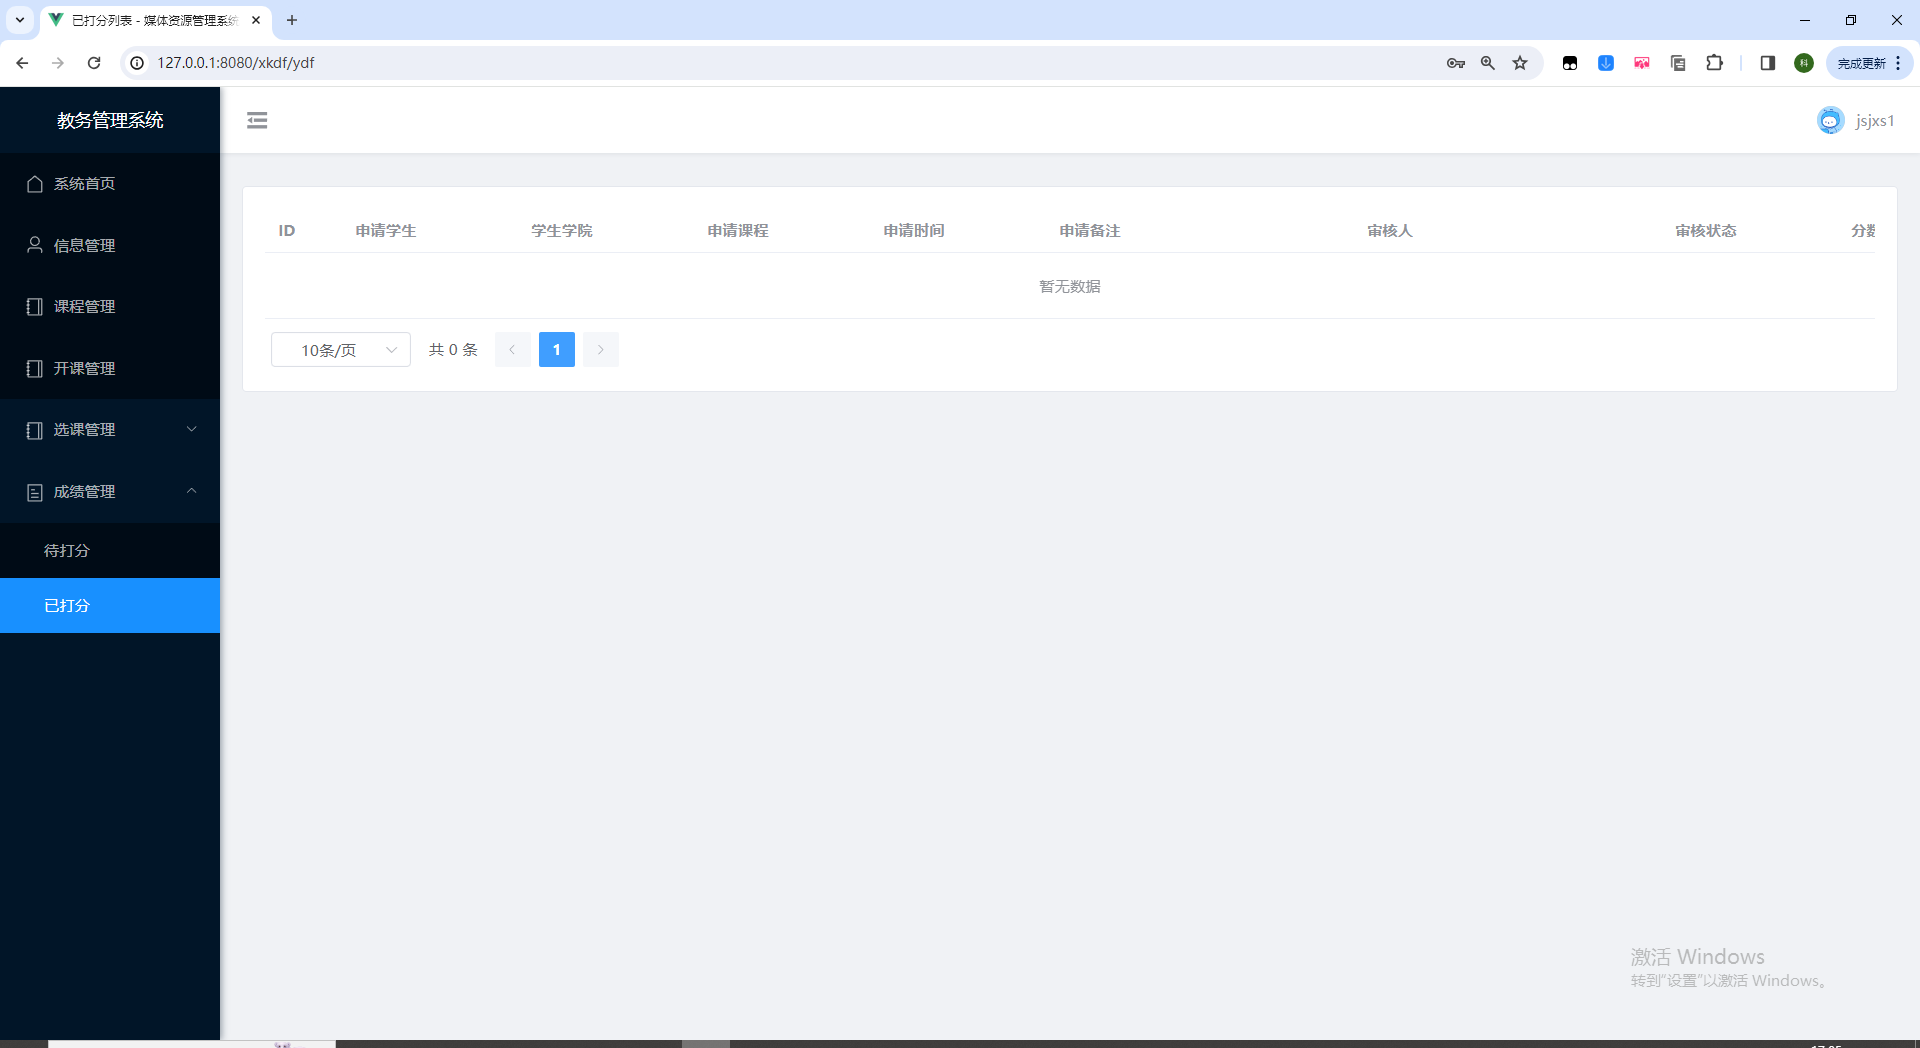 已打分列表 - 媒体资源管理系统
127.0.0.1:8080/xkdf/ydf
科
完成更新
教务管理系统
jsjxs1
系统首页
信息管理
课程管理
开课管理
选课管理
成绩管理
待打分
已打分
ID 申请学生 学生学院 申请课程 申请时间 申请备注 审核人 审核状态 分数
暂无数据
10条/页 共 0 条 1
激活 Windows
转到"设置"以激活 Windows。